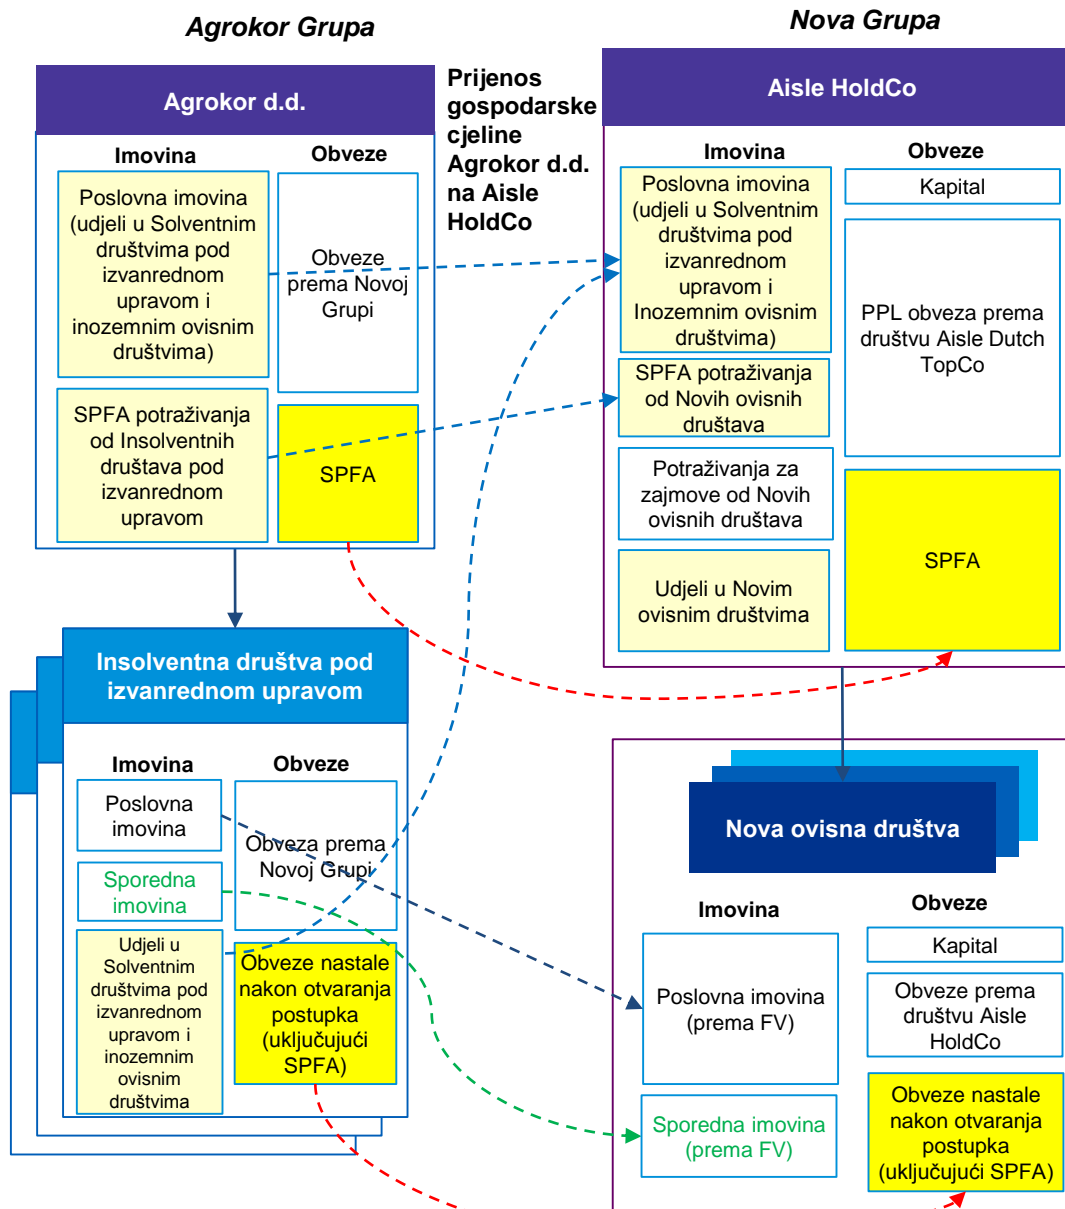 Agrokor Grupa
Nova Grupa
Agrokor d.d.
Imovina
Obveze
Poslovna imovina
(udjeli u Solventnim
društvima pod
izvanrednom
upravom i
inozemnim ovisnim
društvima)
Obveze
prema Novoj
Grupi
SPFA potraživanja
od Insolventnih
društava pod
izvanrednom
upravom
SPFA
Prijenos
gospodarske
cjeline
Agrokor d.d.
na Aisle
HoldCo
Aisle HoldCo
Imovina
Obveze
Poslovna imovina
(udjeli u Solventnim
društvima pod
izvanrednom
upravom i
Inozemnim ovisnim
društvima)
Kapital
PPL obveza prema
društvu Aisle Dutch
TopCo
SPFA potraživanja
od Novih ovisnih
društava
Potraživanja za
zajmove od Novih
ovisnih društava
SPFA
Udjeli u Novim
ovisnim društvima
Insolventna društva pod
izvanrednom upravom
Imovina
Obveze
Poslovna
imovina
Obveza prema
Novoj Grupi
Sporedna
imovina
Udjeli u
Solventnim
društvima pod
izvanrednom
upravom i
inozemnim
ovisnim
društvima
Obveze nastale
nakon otvaranja
postupka
(uključujući
SPFA)
Nova ovisna društva
Imovina
Obveze
Kapital
Poslovna imovina
(prema FV)
Obveze prema
društvu Aisle
HoldCo
Sporedna imovina
(prema FV)
Obveze nastale
nakon otvaranja
postupka
(uključujući SPFA)